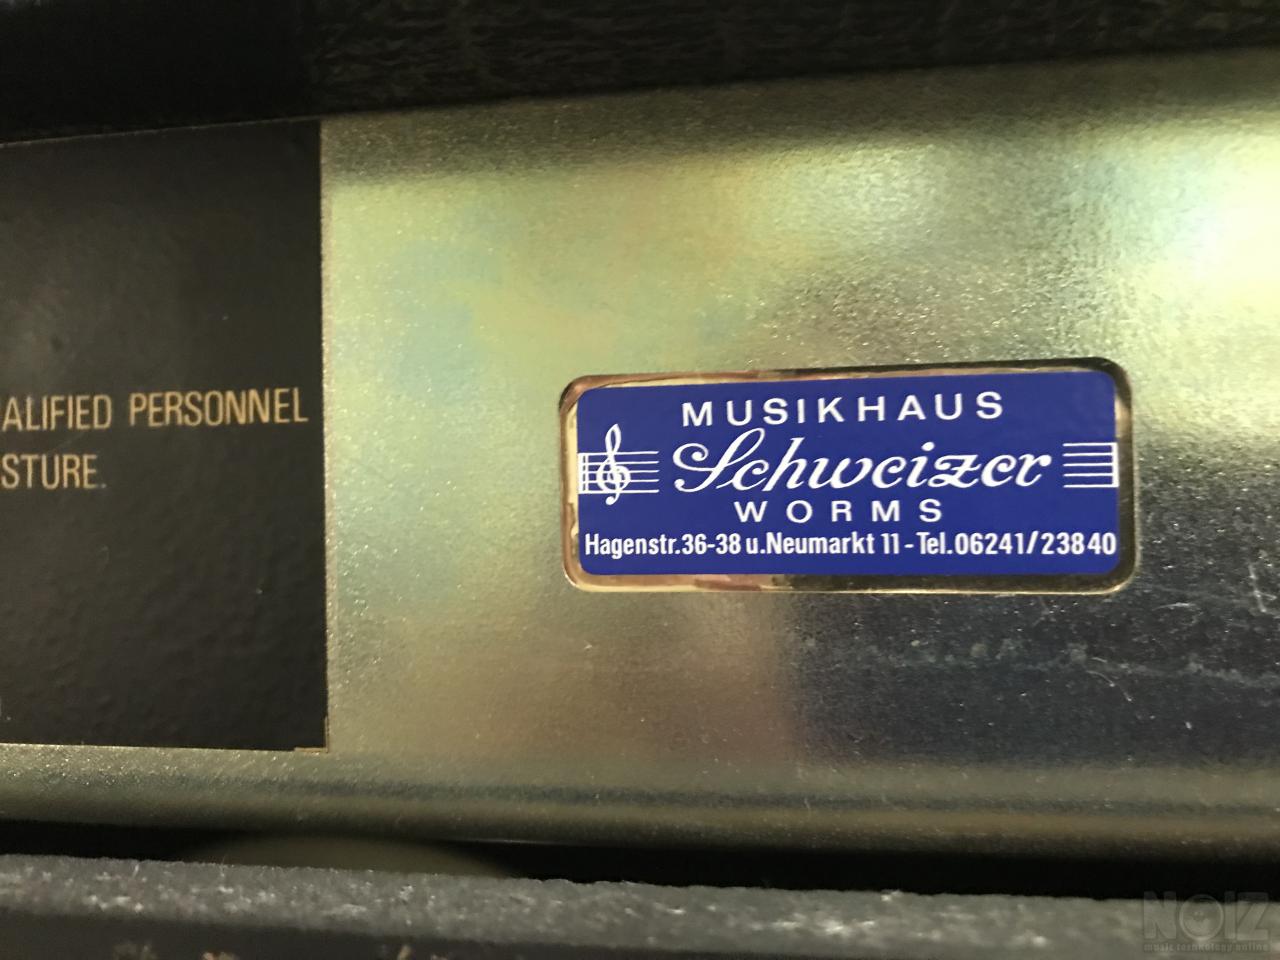 ALIFIED PERSONNEL
STURE.
MUSIKHAUS
Schweizer
WORMS
Hagenstr.36-38 u.Neumarkt 11-Tel.06241/23840
NOIZ
music technology online